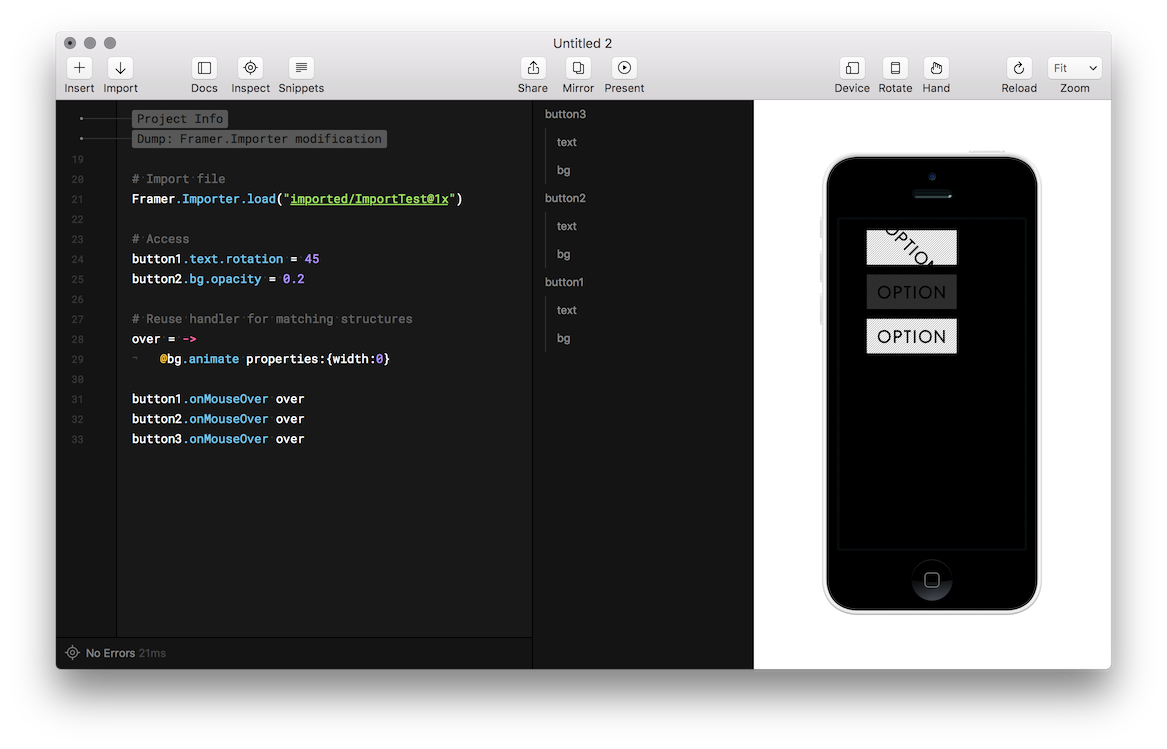 Untitled 2
Insert Import Docs Inspect Snippets Share Mirror Present Device Rotate Hand Reload Fit Zoom
Project Info
Dump: Framer.Importer modification
19
20 # Import file
21 Framer.Importer.load("imported/ImportTest@1x")
22
23 # Access
24 button1.text.rotation = 45
25 button2.bg.opacity = 0.2
26
27 # Reuse handler for matching structures
28 over = ->
29 @bg.animate properties:{width:0}
30
31 button1.onMouseOver over
32 button2.onMouseOver over
33 button3.onMouseOver over
No Errors 21ms
button3
text
bg
button2
text
bg
button1
text
bg
OPTION
OPTION
OPTION